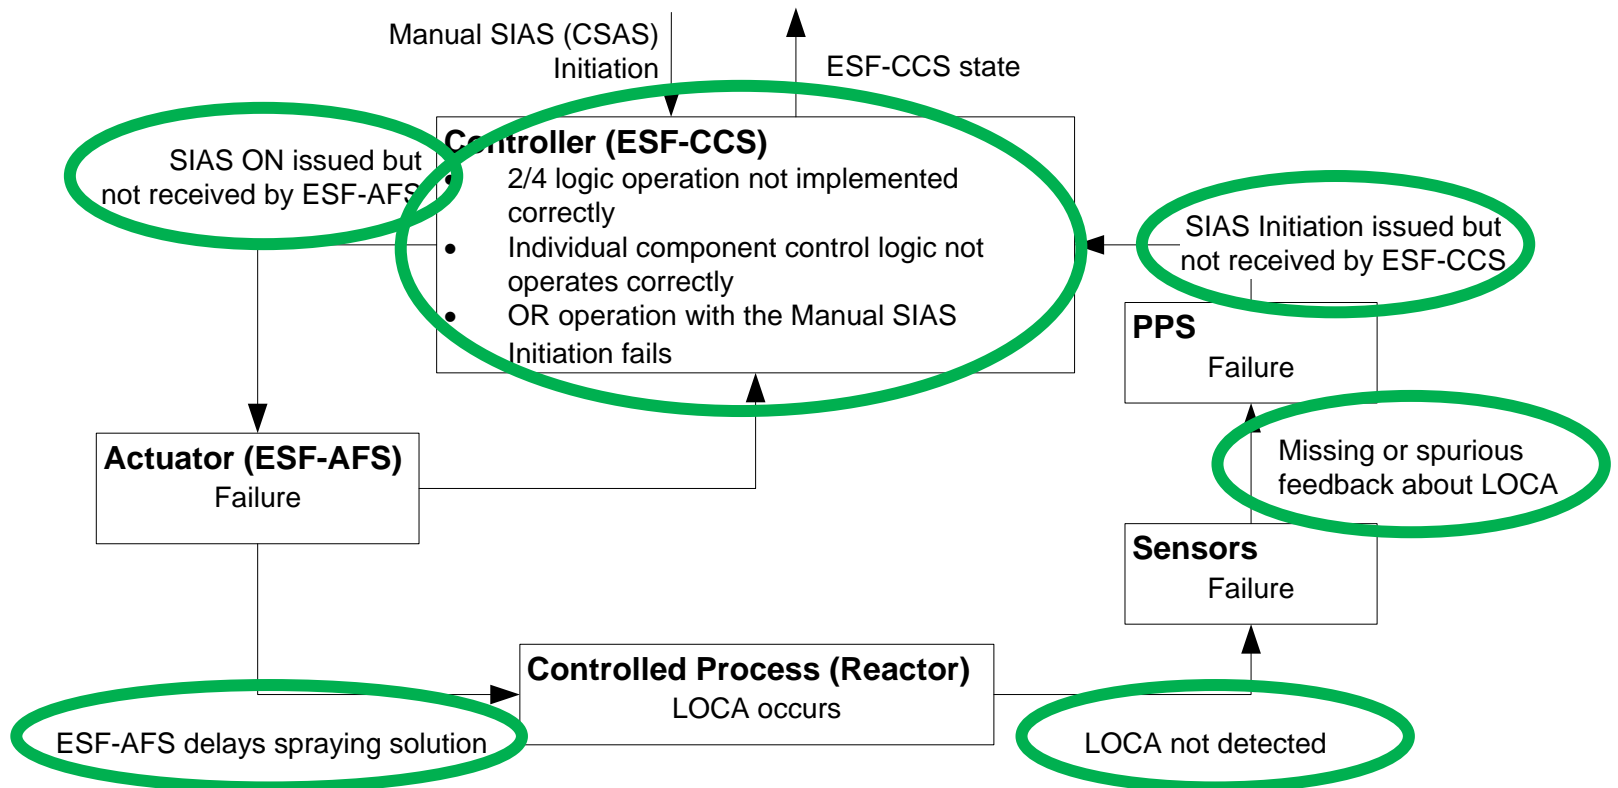 Manual SIAS (CSAS)
Initiation
ESF-CCS state
SIAS ON issued but
not received by ESF-AFS
Controller (ESF-CCS)
• 2/4 logic operation not implemented
correctly
• Individual component control logic not
operates correctly
• OR operation with the Manual SIAS
Initiation fails
SIAS Initiation issued but
not received by ESF-CCS
PPS
Failure
Missing or spurious
feedback about LOCA
Actuator (ESF-AFS)
Failure
Sensors
Failure
Controlled Process (Reactor)
LOCA occurs
ESF-AFS delays spraying solution
LOCA not detected